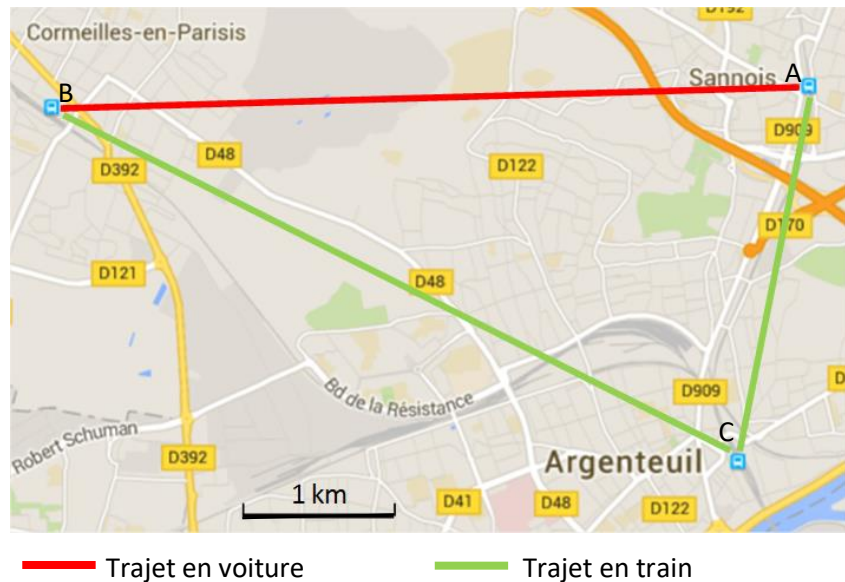 D192
Cormeilles-en-Parisis
Sannois
A
B
D909
D48
D122
D392
D170
D121
D48
D909
Bd de la Résistance
C
Robert Schuman
D392
Argenteuil
1 km
D41
D48
D122
Trajet en voiture
Trajet en train